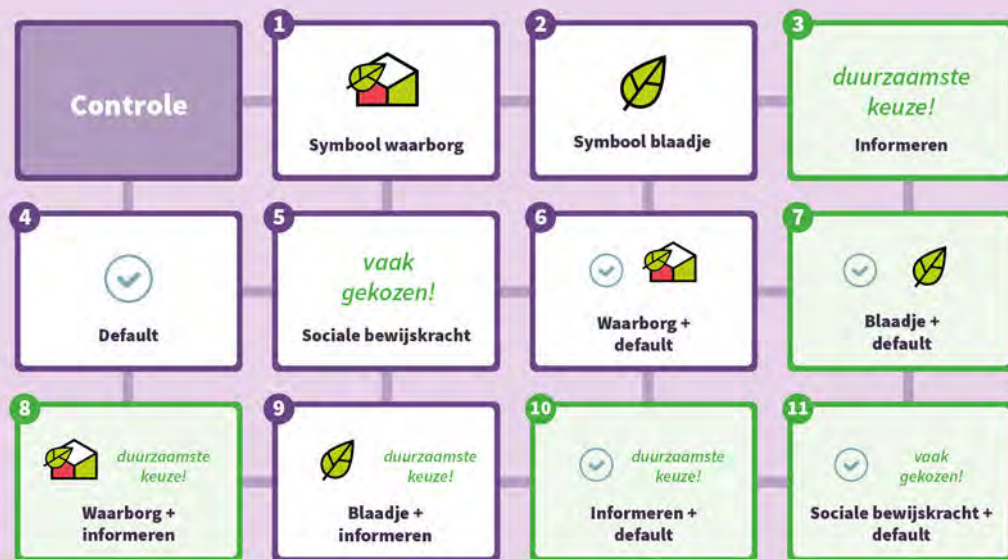 Controle
1
Symbool waarborg
2
Symbool blaadje
3
duurzaamste
keuze!
Informeren
4
Default
5
vaak
gekozen!
Sociale bewijskracht
6
Waarborg +
default
7
Blaadje +
default
8
duurzaamste
keuze!
Waarborg +
informeren
9
duurzaamste
keuze!
Blaadje +
informeren
10
duurzaamste
keuze!
Informeren +
default
11
vaak
gekozen!
Sociale bewijskracht +
default